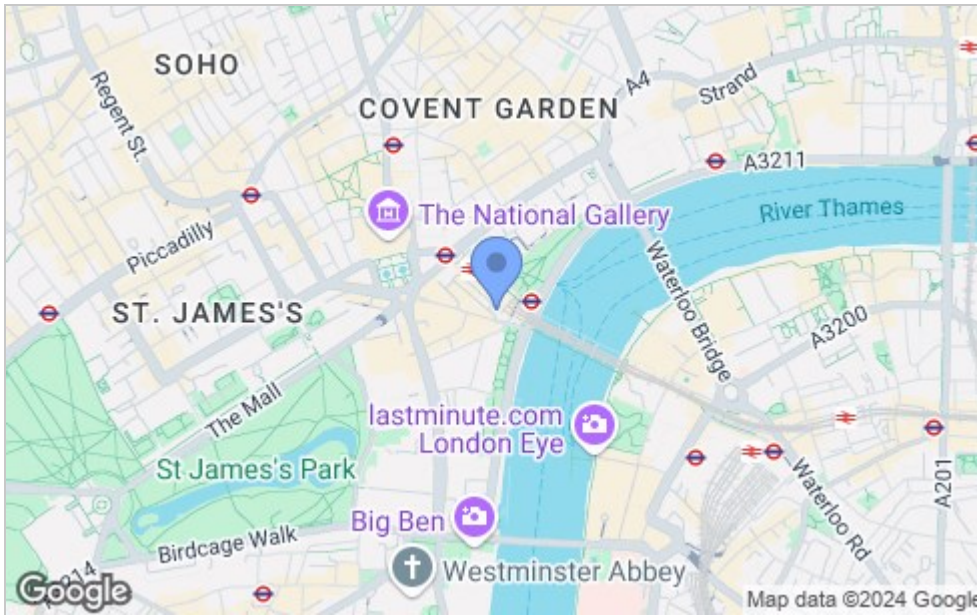 SOHO
Regent St.
COVENT GARDEN
A4
Strand
A3211
The National Gallery
River Thames
Piccadilly
ST. JAMES'S
Waterloo Bridge
A3200
The Mall
lastminute.com
London Eye
St James's Park
Waterloo Rd
A201
Big Ben
Birdcage Walk
Westminster Abbey
Google
Map data ©2024 Google